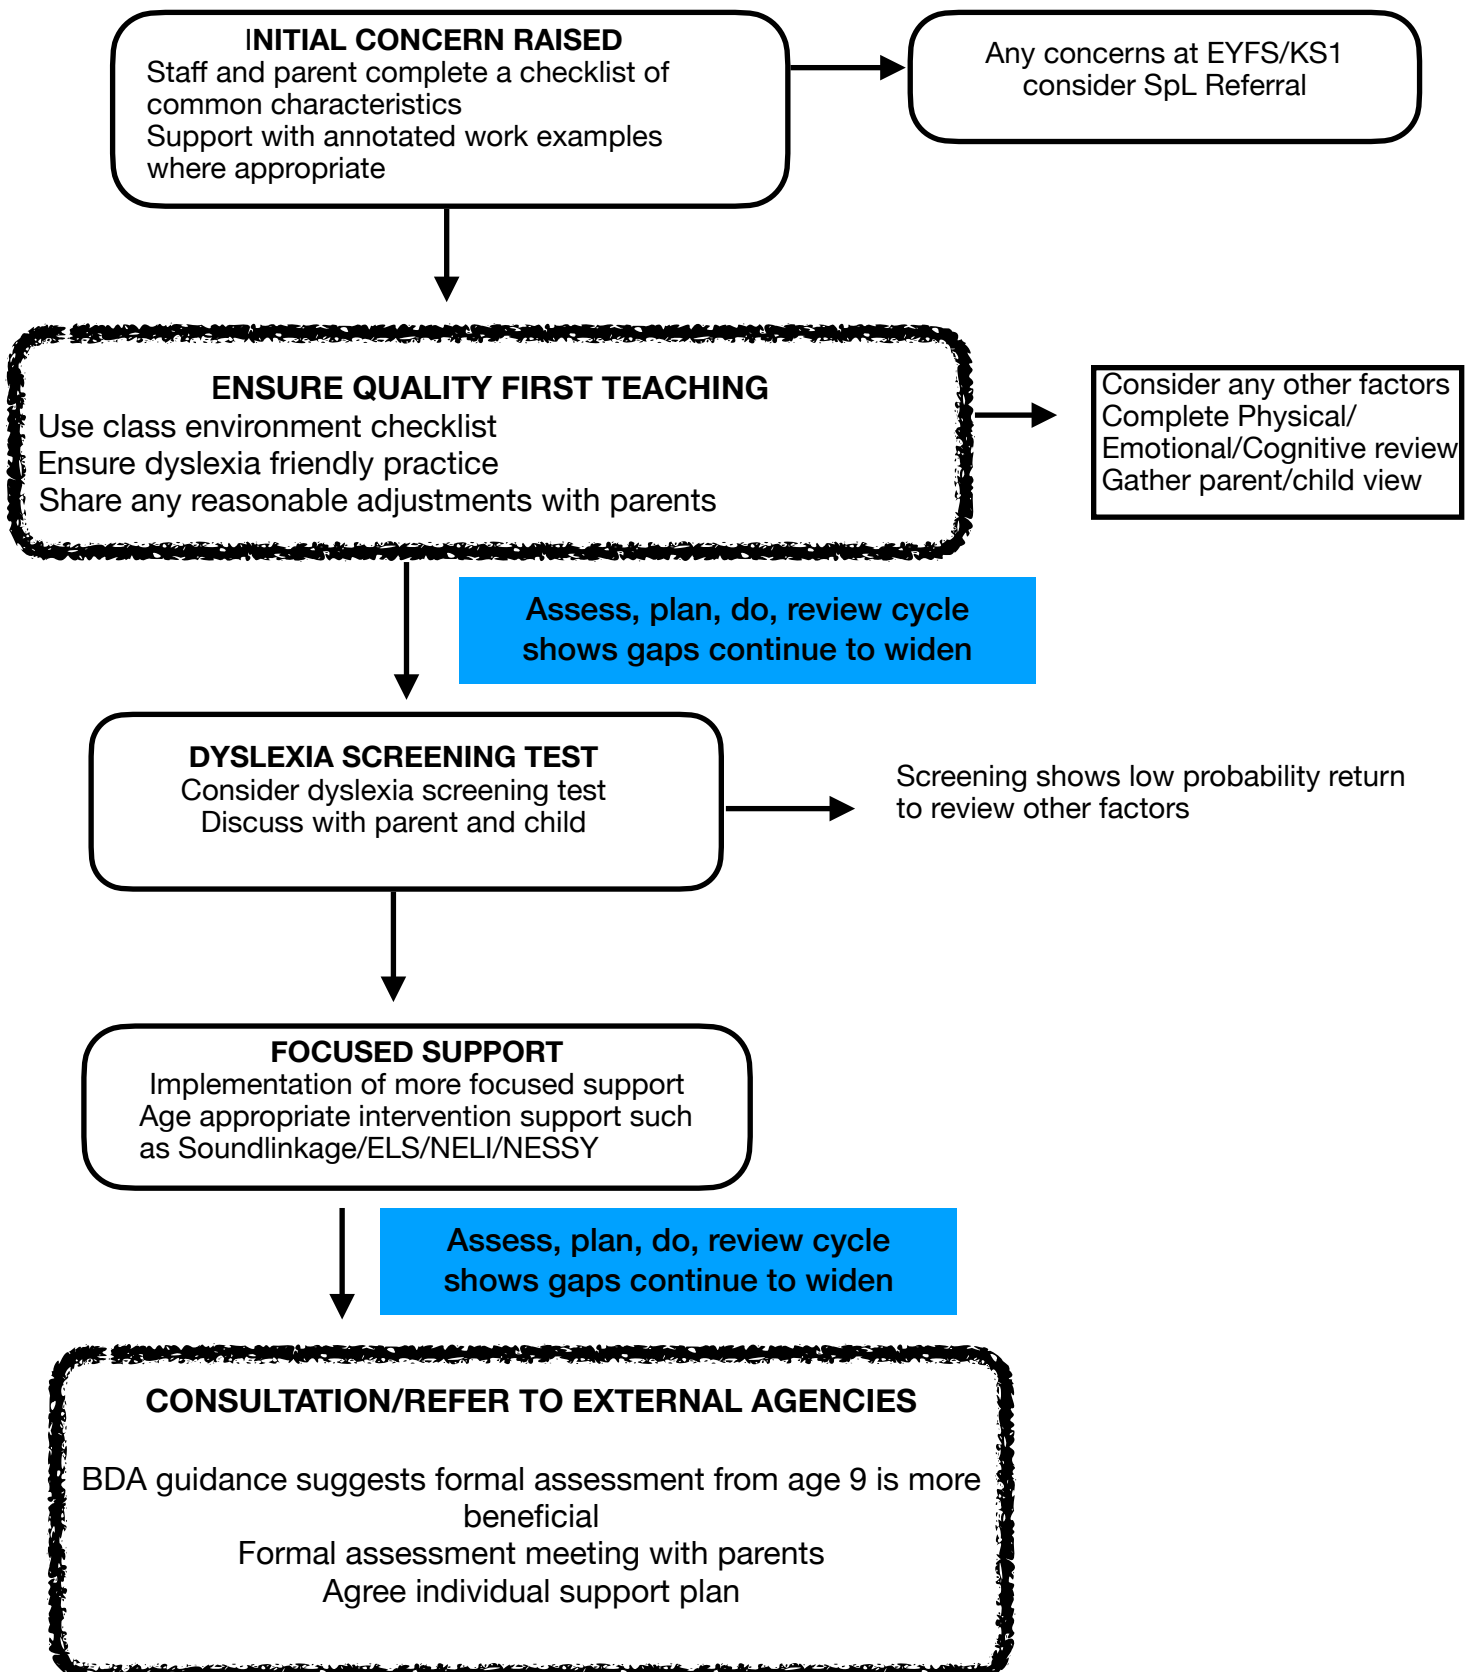 INITIAL CONCERN RAISED
Staff and parent complete a checklist of
common characteristics
Support with annotated work examples
where appropriate
Any concerns at EYFS/KS1
consider SpL Referral
ENSURE QUALITY FIRST TEACHING
Use class environment checklist
Ensure dyslexia friendly practice
Share any reasonable adjustments with parents
Consider any other factors
Complete Physical/
Emotional/Cognitive review
Gather parent/child view
Assess, plan, do, review cycle
shows gaps continue to widen
DYSLEXIA SCREENING TEST
Consider dyslexia screening test
Discuss with parent and child
Screening shows low probability return
to review other factors
FOCUSED SUPPORT
Implementation of more focused support
Age appropriate intervention support such
as Soundlinkage/ELS/NELI/NESSY
Assess, plan, do, review cycle
shows gaps continue to widen
CONSULTATION/REFER TO EXTERNAL AGENCIES
BDA guidance suggests formal assessment from age 9 is more
beneficial
Formal assessment meeting with parents
Agree individual support plan